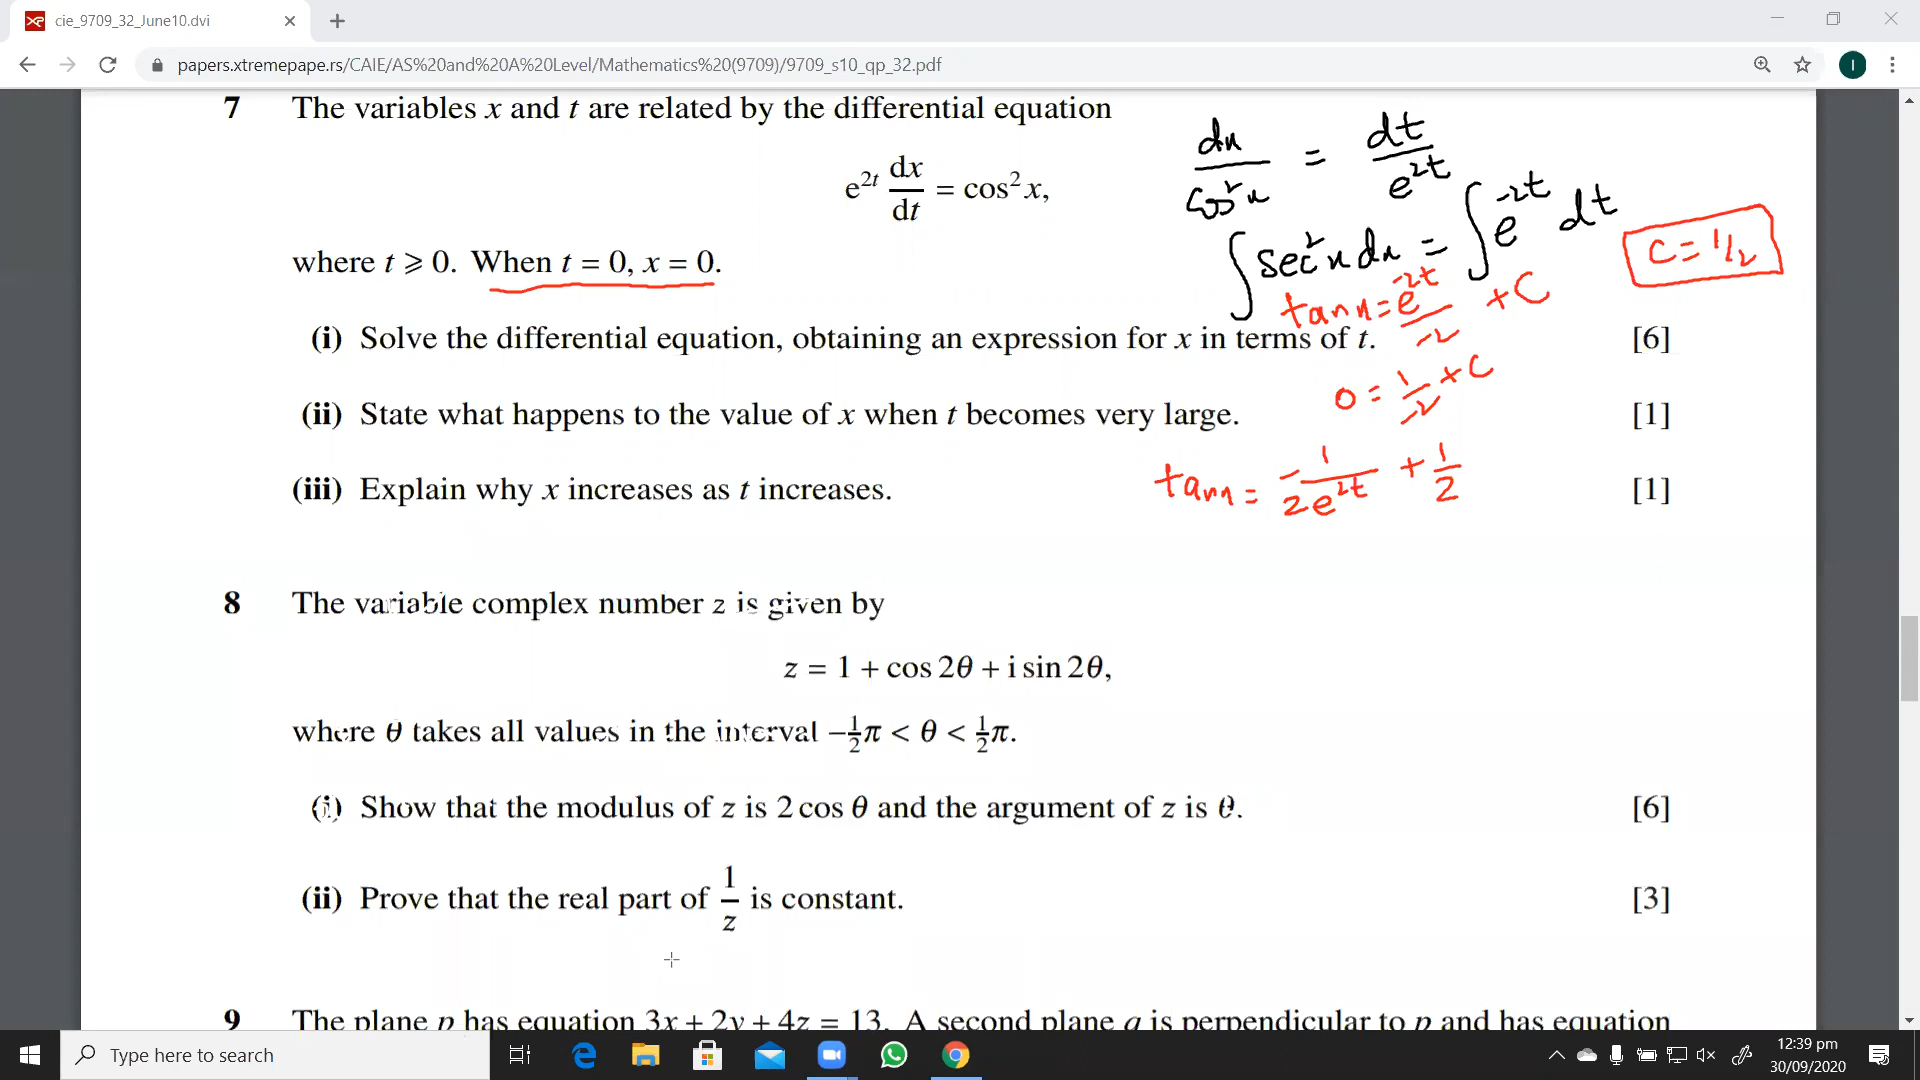 cie_9709_32_June10.dvi
papers.xtremepape.rs/CAIE/AS%20and%20A%20Level/Mathematics%20(9709)/9709_s10_qp_32.pdf
I
7 The variables x and t are related by the differential equation
e^{2t} dx/dt = cos² x,
where t ⩾ 0. When t = 0, x = 0.
(i) Solve the differential equation, obtaining an expression for x in terms of t. [6]
(ii) State what happens to the value of x when t becomes very large. [1]
(iii) Explain why x increases as t increases. [1]
dx/cos²x = dt/e^{2t}
∫ sec²x dx = ∫ e^{-2t} dt
tan x = e^{-2t}/-2 + C
C = 1/2
0 = 1/-2 + C
tan x = -1/2e^{2t} + 1/2
8 The variable complex number z is given by
z = 1 + cos 2θ + i sin 2θ,
where θ takes all values in the interval −½π < θ < ½π.
(i) Show that the modulus of z is 2 cos θ and the argument of z is θ. [6]
(ii) Prove that the real part of 1/z is constant. [3]
9 The plane p has equation 3x + 2y + 4z = 13. A second plane q is perpendicular to p and has equation
Type here to search
12:39 pm
30/09/2020